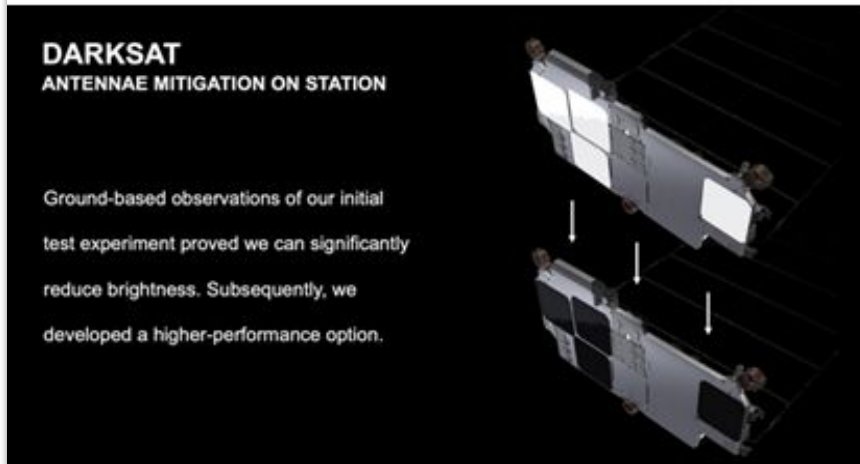 DARKSAT
ANTENNAE MITIGATION ON STATION
Ground-based observations of our initial
test experiment proved we can significantly
reduce brightness. Subsequently, we
developed a higher-performance option.